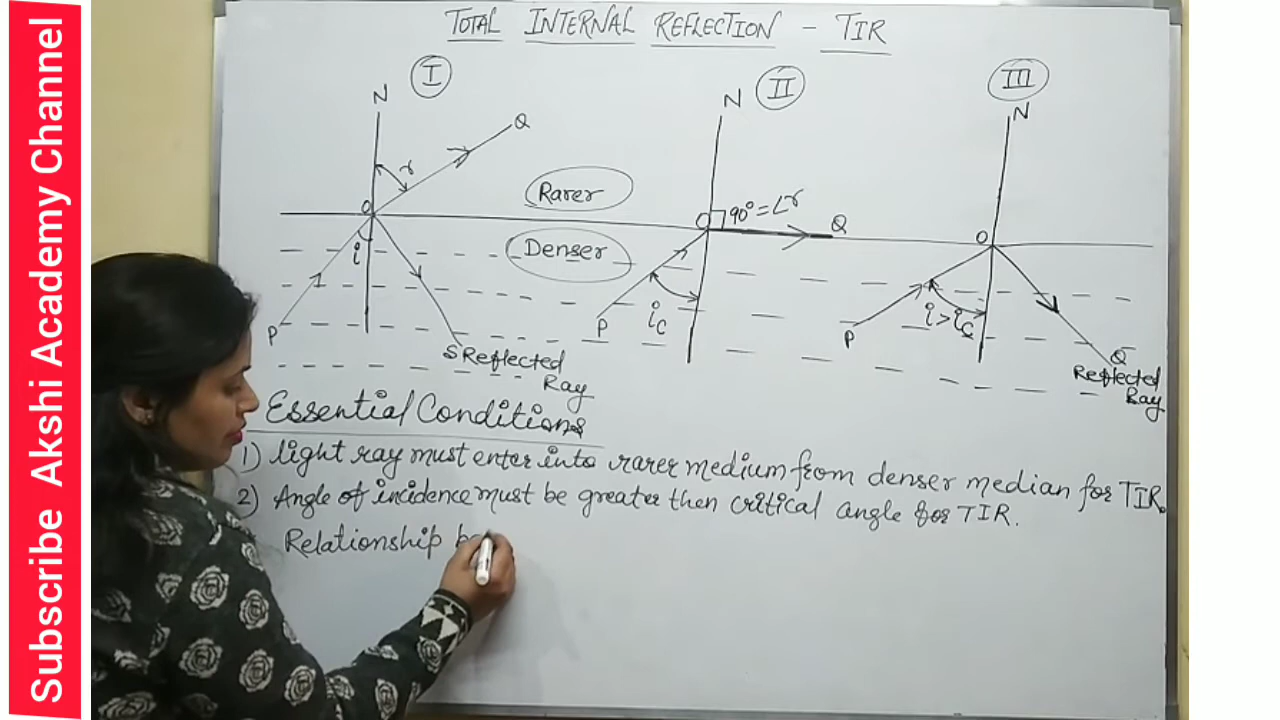 Subscribe Akshi Academy Channel
TOTAL INTERNAL REFLECTION - TIR
I
II
III
N
N
N
Q
r
Rarer
90° = ∠r
Q
O
O
O
Denser
i
i > ic
ic
P
P
P
S Reflected
Ray
Q
Reflected
Ray
Essential Conditions
1) light ray must enter into rarer medium from denser median for TIR.
2) Angle of incidence must be greater then critical angle for TIR.
Relationship be